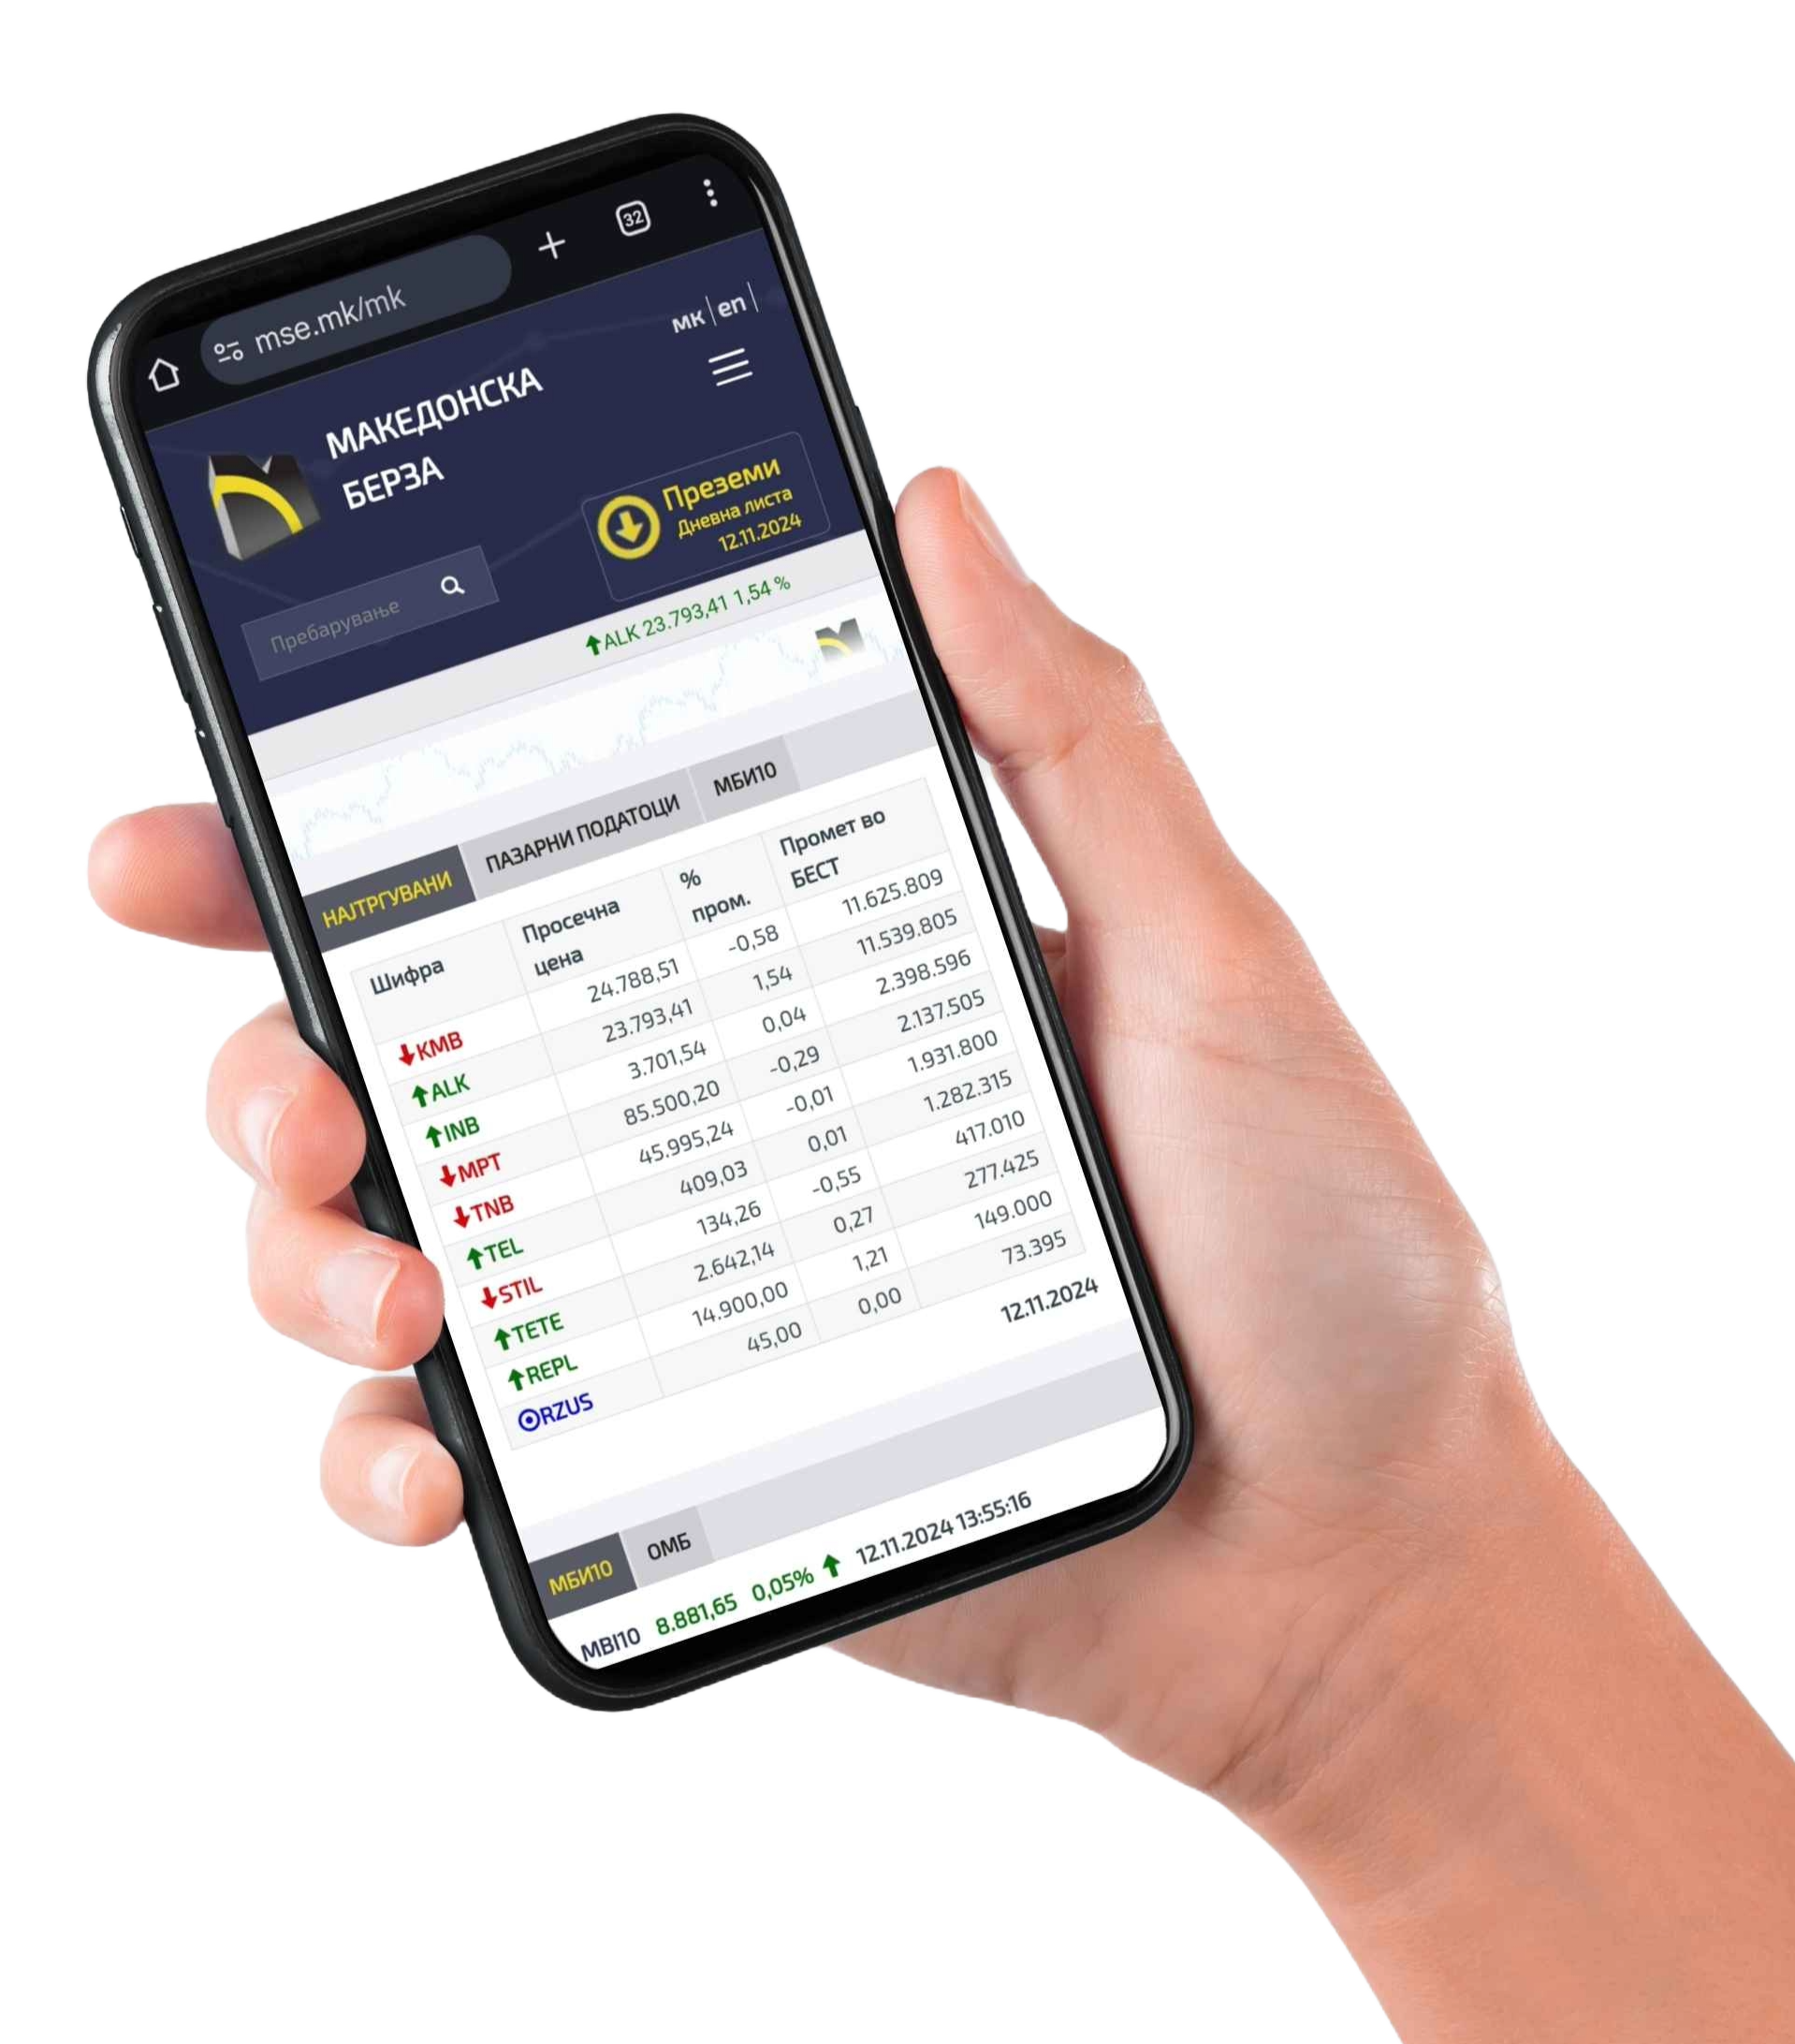 mse.mk/mk
32
мк | en |
МАКЕДОНСКА
БЕРЗА
Преземи
Дневна листа
12.11.2024
Пребарување
ALK 23.793,41 1,54 %
НАЈТРГУВАНИ ПАЗАРНИ ПОДАТОЦИ МБИ10
Шифра Просечна цена % пром. Промет во БЕСТ
KMB 24.788,51 -0,58 11.625.809
ALK 23.793,41 1,54 11.539.805
INB 3.701,54 0,04 2.398.596
MPT 85.500,20 -0,29 2.137.505
TNB 45.995,24 -0,01 1.931.800
TEL 409,03 0,01 1.282.315
STIL 134,26 -0,55 417.010
TETE 2.642,14 0,27 277.425
REPL 14.900,00 1,21 149.000
RZUS 45,00 0,00 73.395
12.11.2024
МБИ10 ОМБ
MBI10 8.881,65 0,05% 12.11.2024 13:55:16